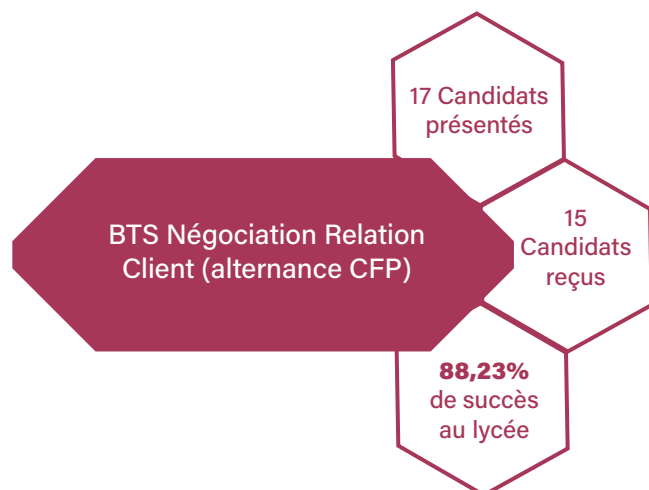 17 Candidats
présentés
BTS Négociation Relation
Client (alternance CFP)
15
Candidats
reçus
88,23%
de succès
au lycée